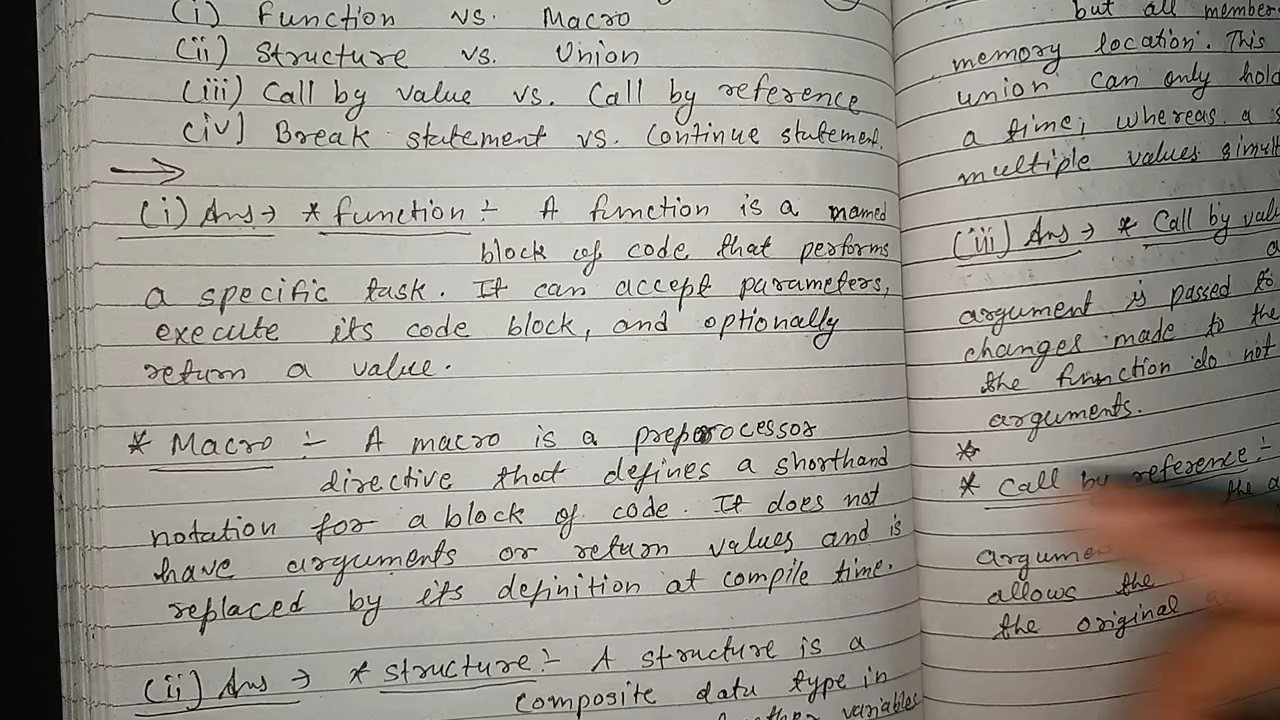 (i) Function vs. Macro
(ii) Structure vs. Union
(iii) Call by value vs. Call by reference
(iv) Break statement vs. Continue statement.
(i) Ans → * function :- A function is a named
block of code that performs
a specific task. It can accept parameters,
execute its code block, and optionally
return a value.
* Macro :- A macro is a preprocessor
directive that defines a shorthand
notation for a block of code. It does not
have arguments or return values and is
replaced by its definition at compile time.
(ii) Ans → * structure :- A structure is a
composite data type in
variables
but all member
memory location. This
union can only hold
a time, whereas a
multiple values
(iii) Ans → * Call by
argument is passed to
changes made to the
the function do not
arguments.
*
* Call by reference :-
the
allows the
the original